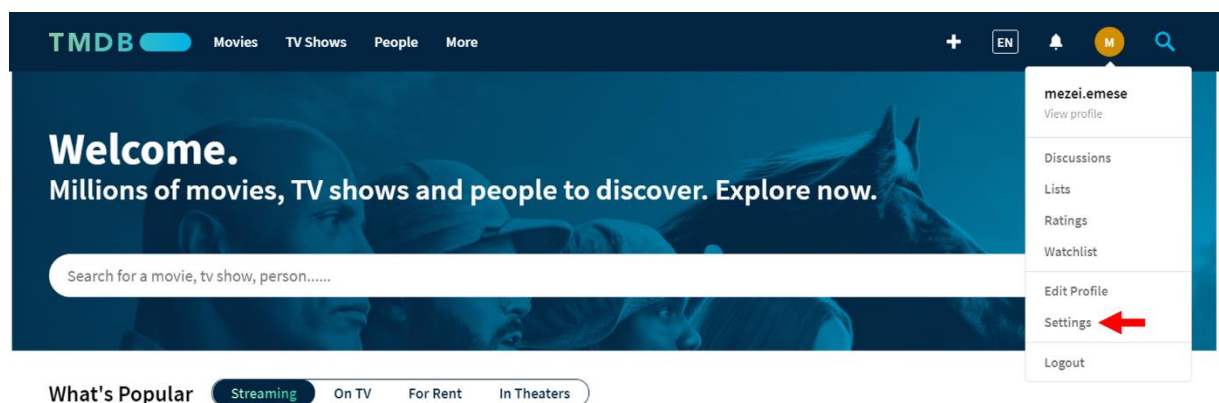 TMDB Movies TV Shows People More EN M
mezei.emese
View profile
Discussions
Lists
Ratings
Watchlist
Edit Profile
Settings
Logout
Welcome.
Millions of movies, TV shows and people to discover. Explore now.
Search for a movie, tv show, person......
What's Popular Streaming On TV For Rent In Theaters